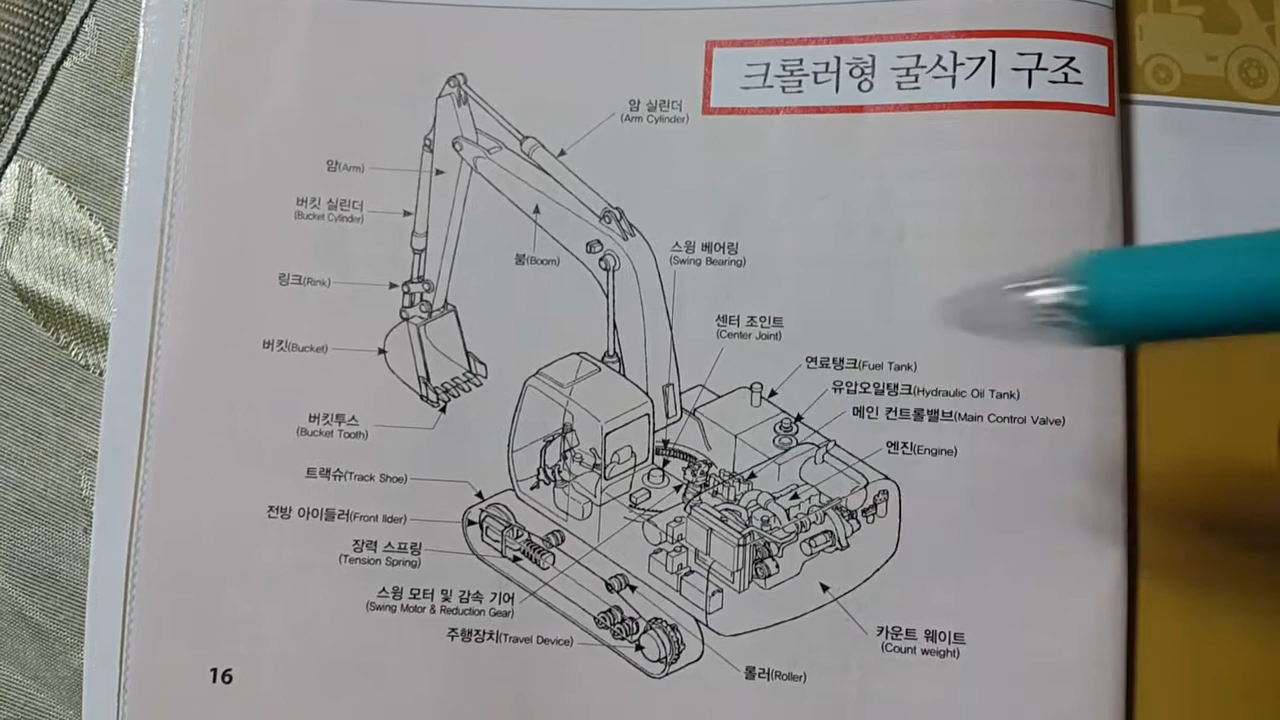 크롤러형 굴삭기 구조
암 실린더
(Arm Cylinder)
암(Arm)
버킷 실린더
(Bucket Cylinder)
붐(Boom)
스윙 베어링
(Swing Bearing)
링크(Rink)
센터 조인트
(Center Joint)
버킷(Bucket)
연료탱크(Fuel Tank)
유압오일탱크(Hydraulic Oil Tank)
메인 컨트롤밸브(Main Control Valve)
버킷투스
(Bucket Tooth)
엔진(Engine)
트랙슈(Track Shoe)
전방 아이들러(Front Ilder)
장력 스프링
(Tension Spring)
스윙 모터 및 감속 기어
(Swing Motor & Reduction Gear)
주행장치(Travel Device)
카운트 웨이트
(Count weight)
롤러(Roller)
16